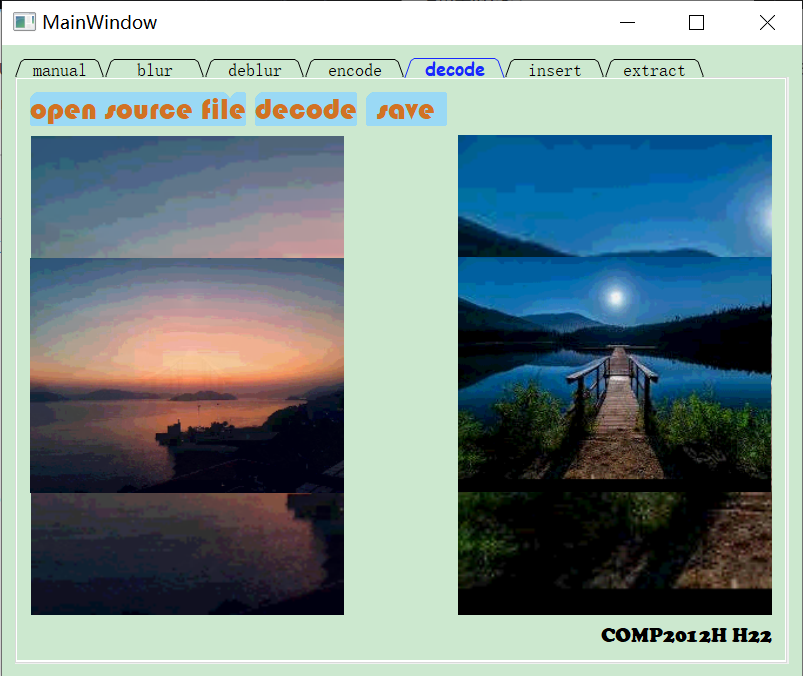 MainWindow
manual blur deblur encode decode insert extract
open source file decode save
COMP2012H H22